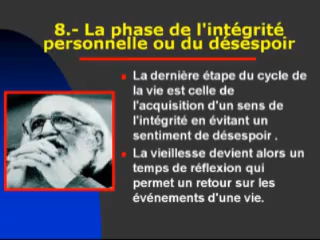 8.- La phase de l'intégrité
personnelle ou du désespoir
La dernière étape du cycle de
la vie est celle de
l'acquisition d'un sens de
l'intégrité en évitant un
sentiment de désespoir .
La vieillesse devient alors un
temps de réflexion qui
permet un retour sur les
événements d'une vie.